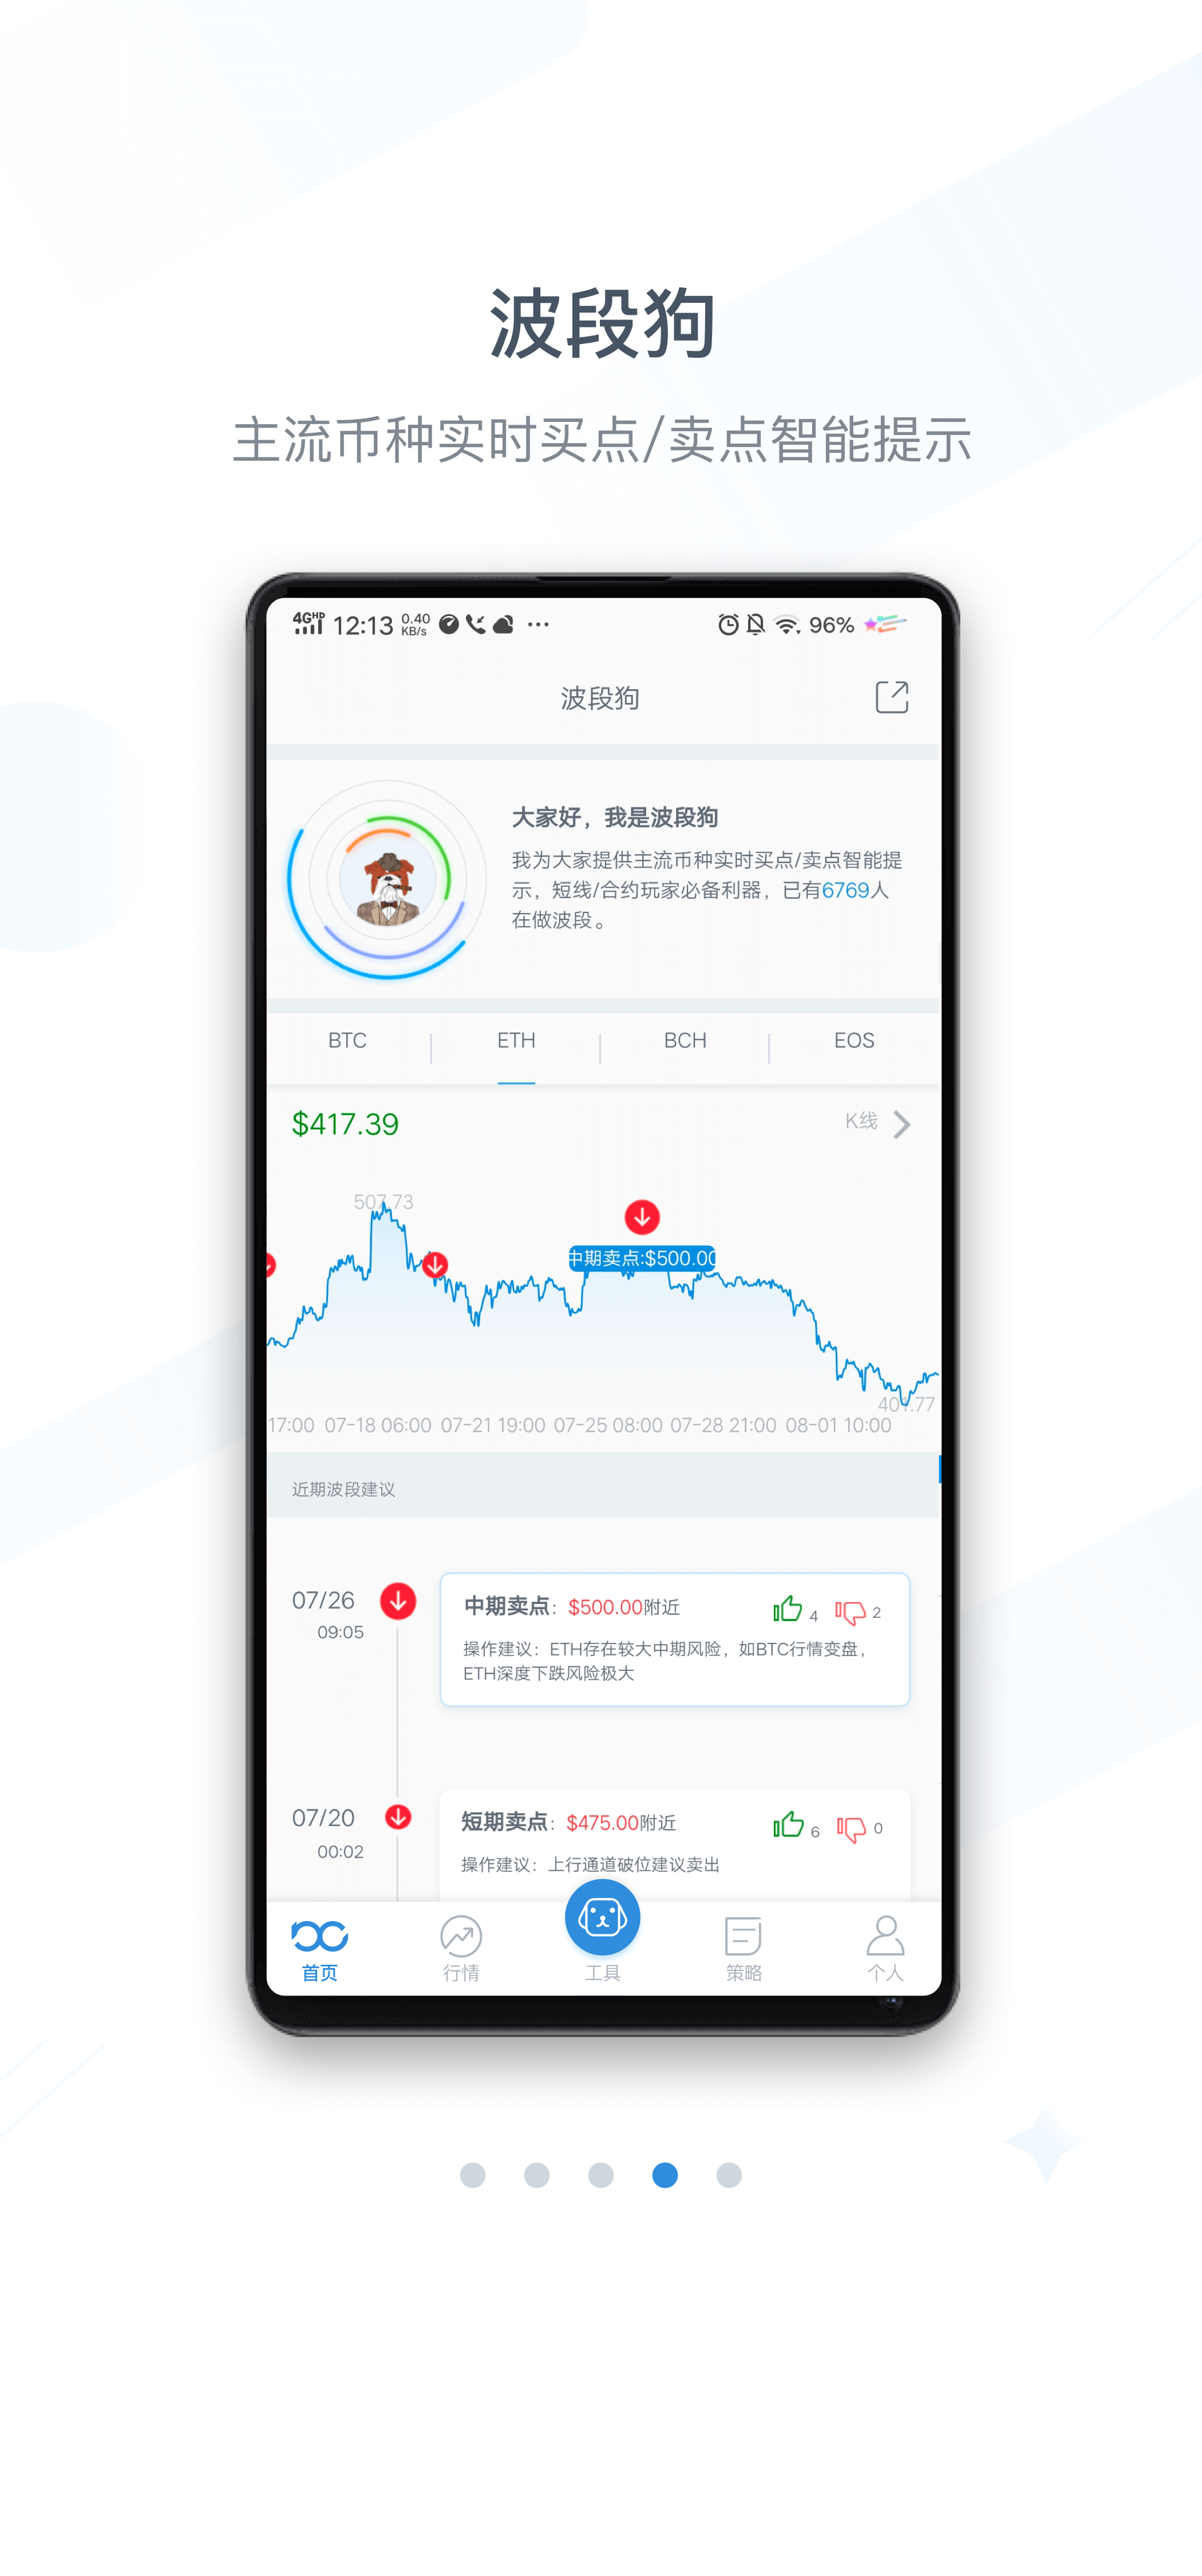 波段狗
主流币种实时买点/卖点智能提示
4GHD 12:13 0.40 KB/s ... 96%
波段狗
大家好，我是波段狗
我为大家提供主流币种实时买点/卖点智能提
示，短线/合约玩家必备利器，已有6769人
在做波段。
BTC ETH BCH EOS
$417.39 K线
507.73
中期卖点:$500.00
401.77
17:00 07-18 06:00 07-21 19:00 07-25 08:00 07-28 21:00 08-01 10:00
近期波段建议
07/26 中期卖点：$500.00附近 4 2
09:05
操作建议：ETH存在较大中期风险，如BTC行情变盘，
ETH深度下跌风险极大
07/20 短期卖点：$475.00附近 6 0
00:02
操作建议：上行通道破位建议卖出
首页 行情 工具 策略 个人